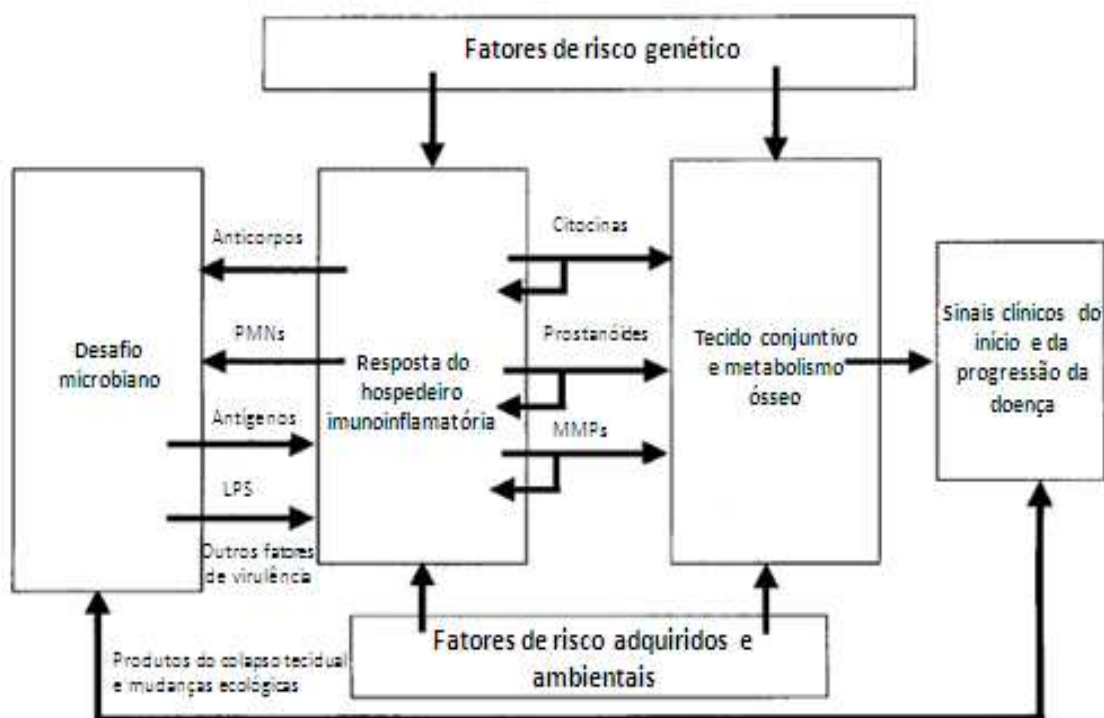 Fatores de risco genético
Desafio
microbiano
Anticorpos
PMNs
Antígenos
LPS
Outros fatores
de virulência
Resposta do
hospedeiro
imunoinflamatória
Citocinas
Prostanóides
MMPs
Tecido conjuntivo
e metabolismo
ósseo
Sinais clínicos do
início e da
progressão da
doença
Fatores de risco adquiridos e
ambientais
Produtos do colapso tecidual
e mudanças ecológicas